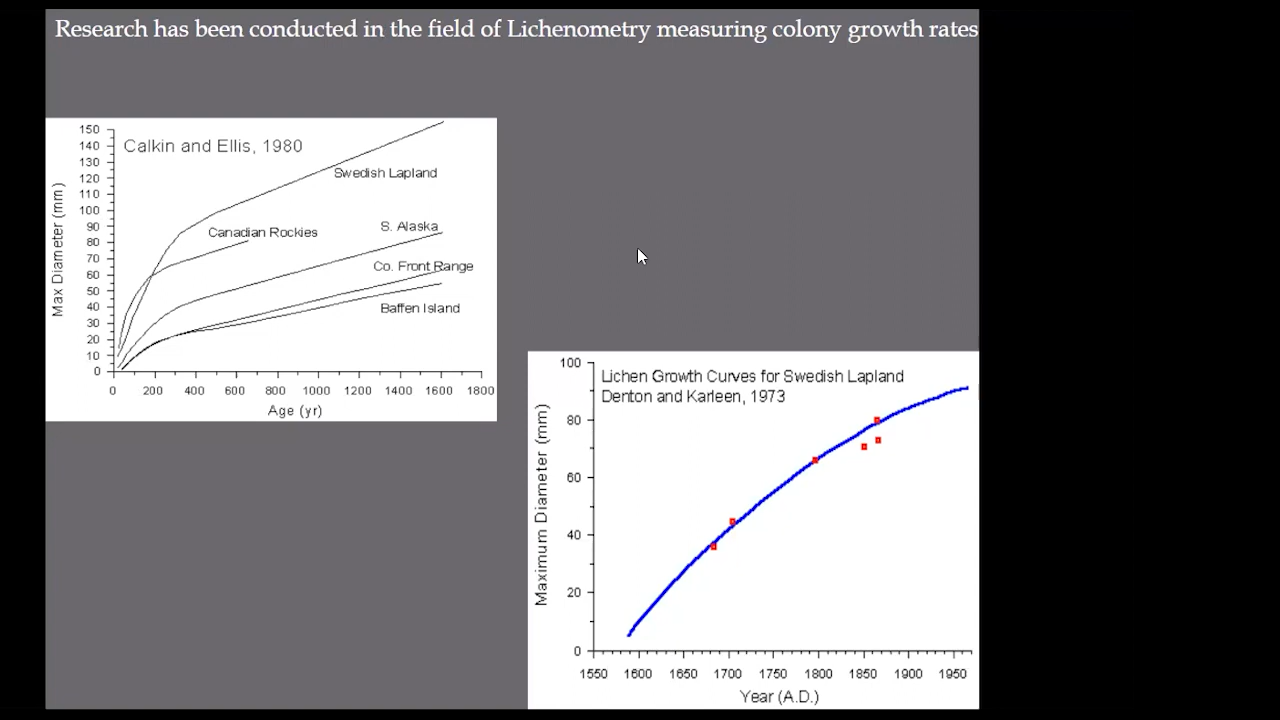 Research has been conducted in the field of Lichenometry measuring colony growth rates
Calkin and Ellis, 1980
Max Diameter (mm)
150
140
130
120
110
100
90
80
70
60
50
40
30
20
10
0
Swedish Lapland
Canadian Rockies
S. Alaska
Co. Front Range
Baffen Island
0 200 400 600 800 1000 1200 1400 1600 1800
Age (yr)
Lichen Growth Curves for Swedish Lapland
Denton and Karleen, 1973
Maximum Diameter (mm)
100
80
60
40
20
0
1550 1600 1650 1700 1750 1800 1850 1900 1950
Year (A.D.)